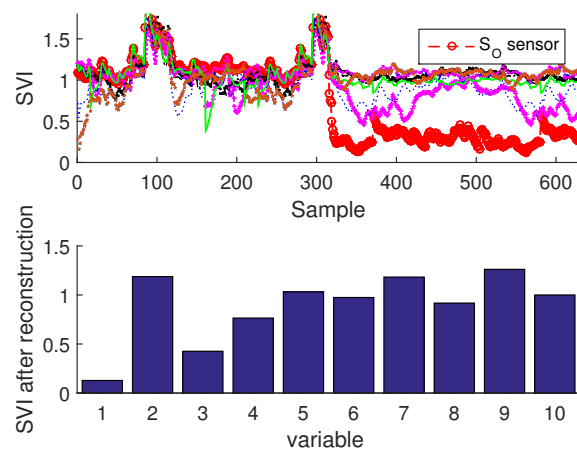 1.5
1
0.5
0
SVI
S_O sensor
0 100 200 300 400 500 600
Sample
1.5
1
0.5
0
SVI after reconstruction
1 2 3 4 5 6 7 8 9 10
variable